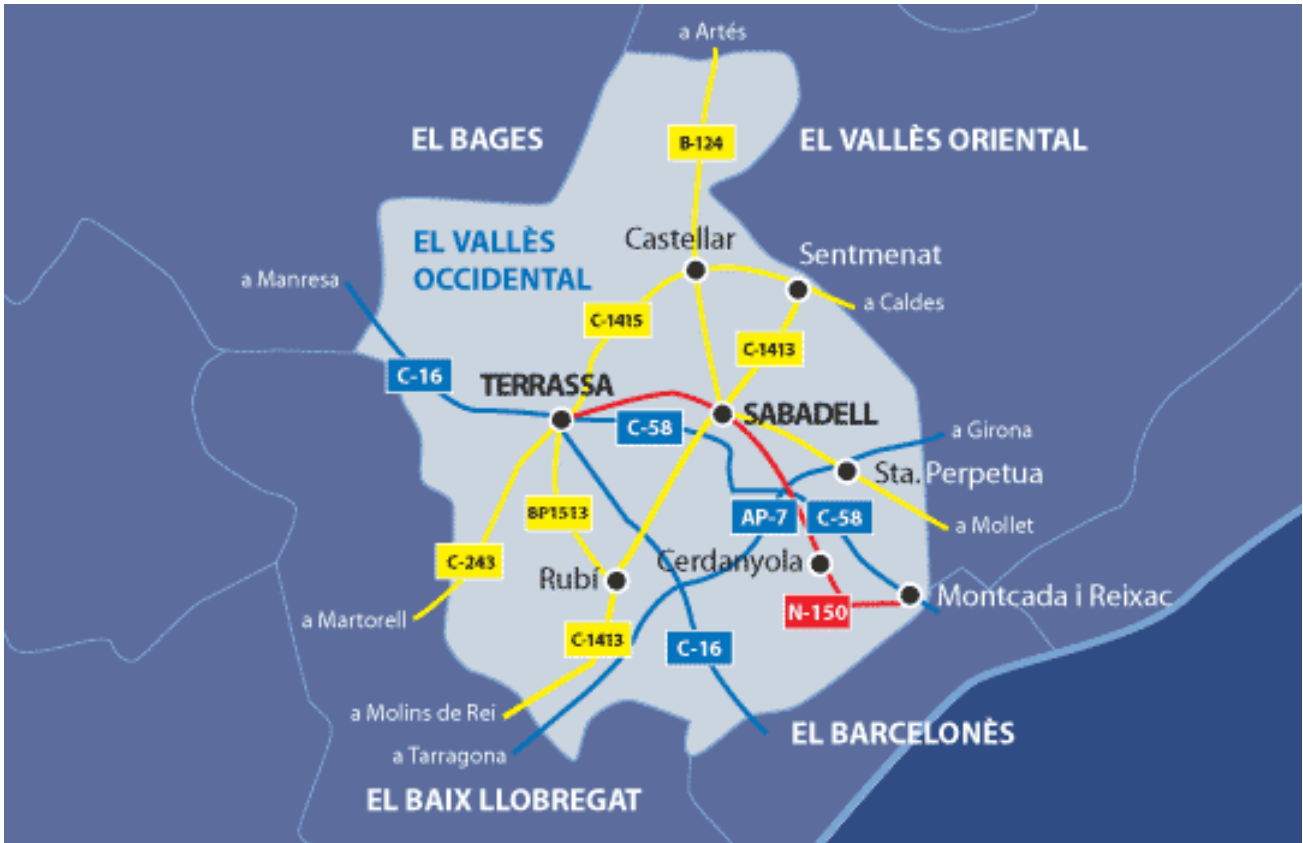 a Artés
EL BAGES
B-124
EL VALLÈS ORIENTAL
EL VALLÈS
OCCIDENTAL
Castellar
Sentmenat
a Manresa
a Caldes
C-1415
C-1413
C-16
TERRASSA
C-58
SABADELL
a Girona
Sta. Perpetua
BP1513
AP-7
C-58
a Mollet
C-243
Rubí
Cerdanyola
Montcada i Reixac
a Martorell
N-150
C-1413
C-16
a Molins de Rei
EL BARCELONÈS
a Tarragona
EL BAIX LLOBREGAT